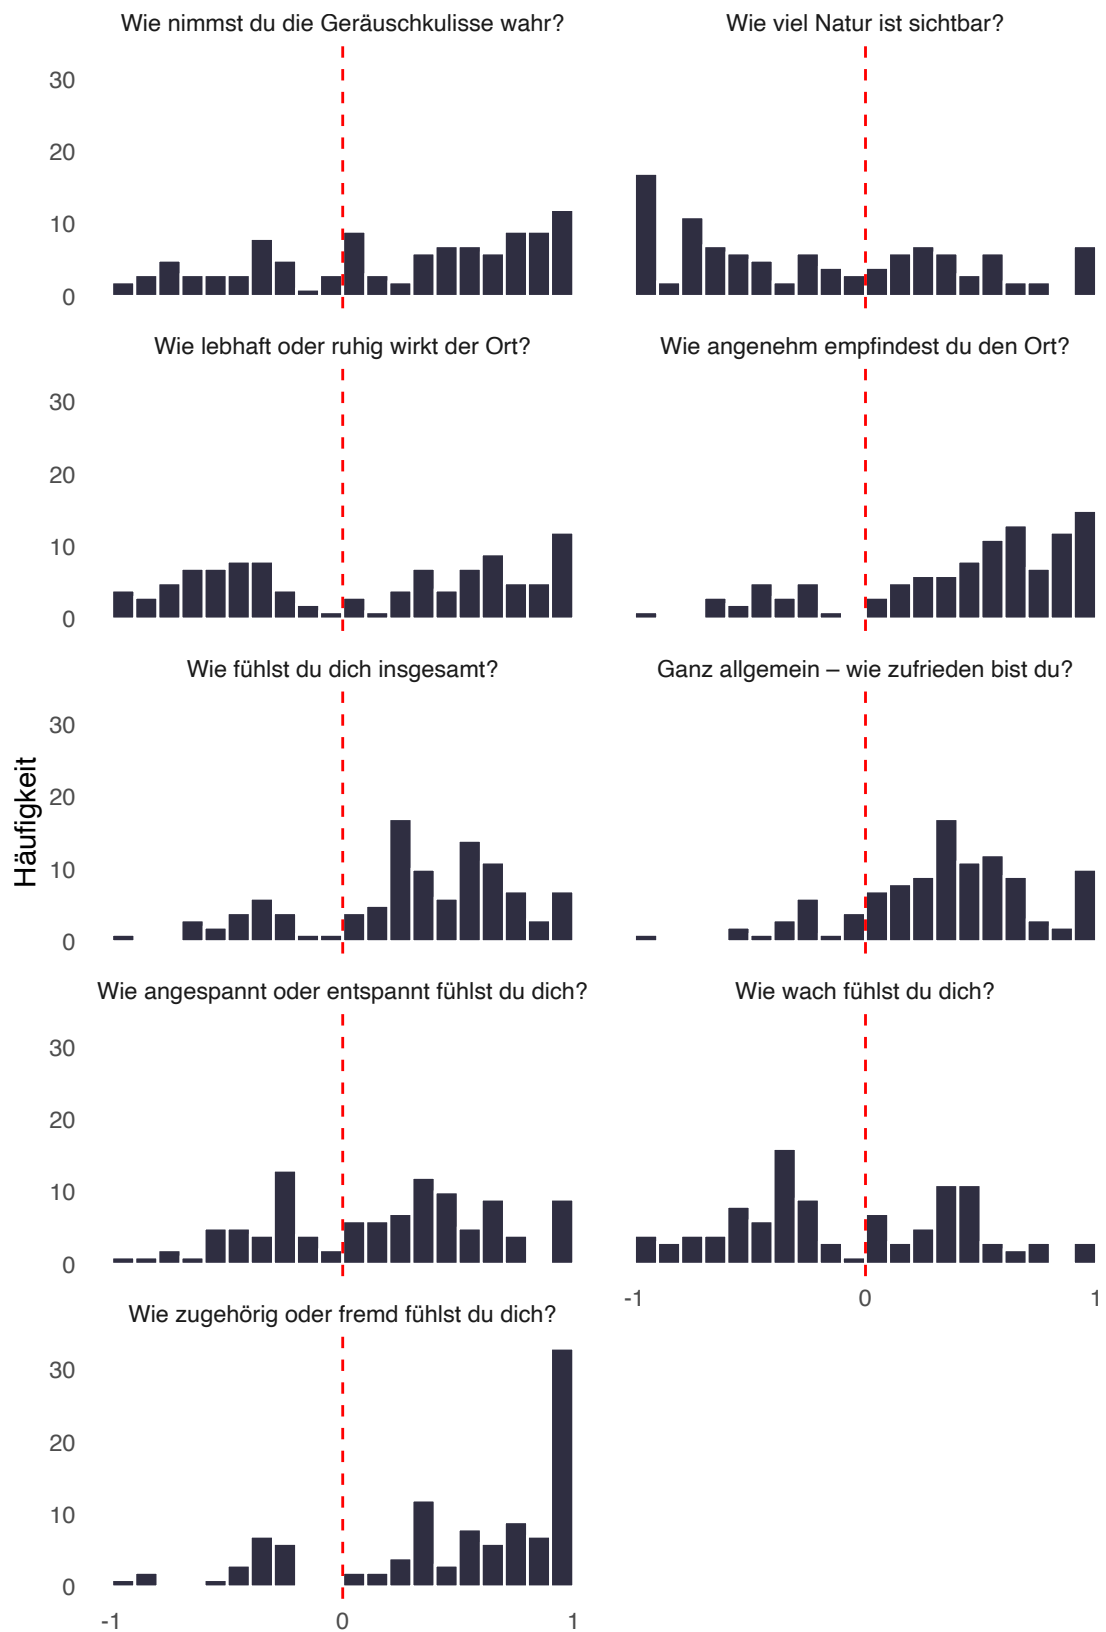 Wie nimmst du die Geräuschkulisse wahr?
Wie viel Natur ist sichtbar?
30
20
10
0
Wie lebhaft oder ruhig wirkt der Ort?
Wie angenehm empfindest du den Ort?
30
20
10
0
Wie fühlst du dich insgesamt?
Ganz allgemein – wie zufrieden bist du?
30
20
10
0
Häufigkeit
Wie angespannt oder entspannt fühlst du dich?
Wie wach fühlst du dich?
30
20
10
0
-1 0 1
Wie zugehörig oder fremd fühlst du dich?
30
20
10
0
-1 0 1